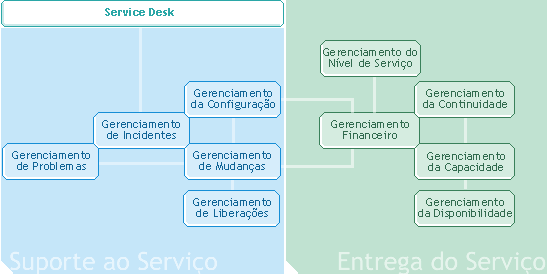 Service Desk
Gerenciamento
da Configuração
Gerenciamento
de Incidentes
Gerenciamento
de Problemas
Gerenciamento
de Mudanças
Gerenciamento
de Liberações
Suporte ao Serviço
Gerenciamento do
Nível de Serviço
Gerenciamento
da Continuidade
Gerenciamento
Financeiro
Gerenciamento
da Capacidade
Gerenciamento
da Disponibilidade
Entrega do Serviço